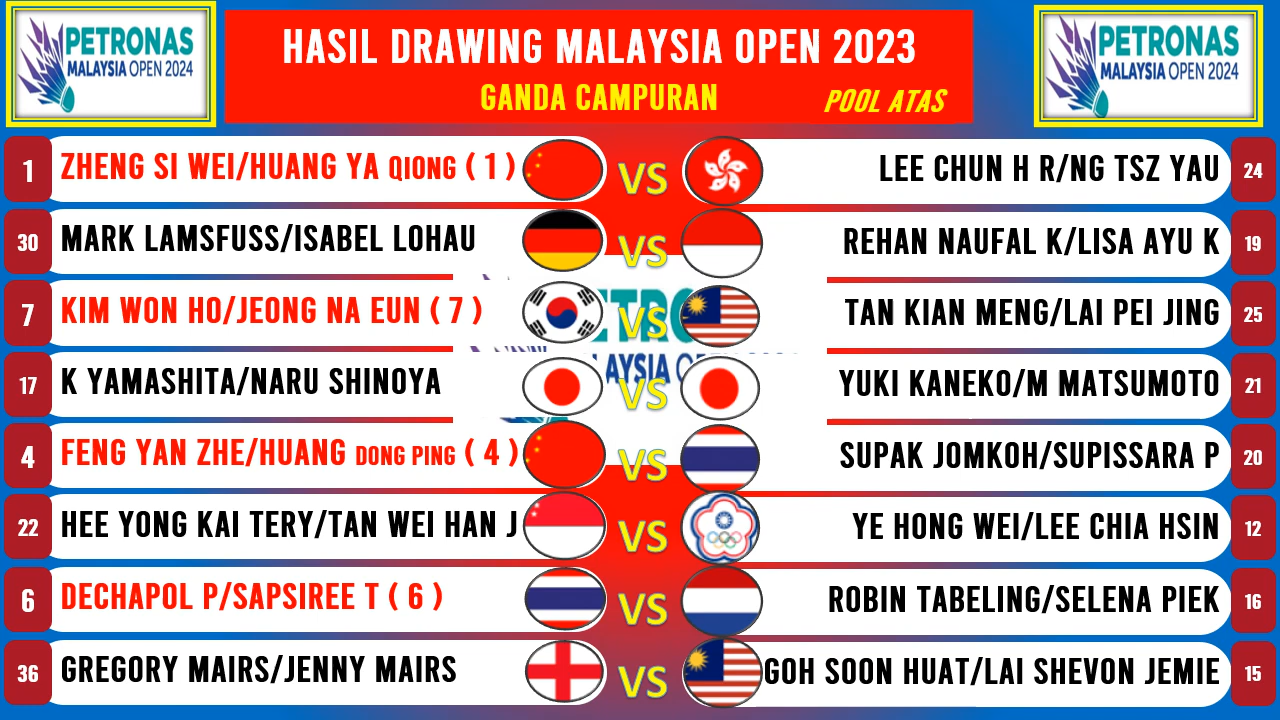 PETRONAS
MALAYSIA OPEN 2024
HASIL DRAWING MALAYSIA OPEN 2023
GANDA CAMPURAN
POOL ATAS
PETRONAS
MALAYSIA OPEN 2024
1 ZHENG SI WEI/HUANG YA QIONG ( 1 ) VS LEE CHUN H R/NG TSZ YAU 24
30 MARK LAMSFUSS/ISABEL LOHAU VS REHAN NAUFAL K/LISA AYU K 19
7 KIM WON HO/JEONG NA EUN ( 7 ) VS TAN KIAN MENG/LAI PEI JING 25
17 K YAMASHITA/NARU SHINOYA VS YUKI KANEKO/M MATSUMOTO 21
4 FENG YAN ZHE/HUANG DONG PING ( 4 ) VS SUPAK JOMKOH/SUPISSARA P 20
22 HEE YONG KAI TERY/TAN WEI HAN J VS YE HONG WEI/LEE CHIA HSIN 12
6 DECHAPOL P/SAPSIREE T ( 6 ) VS ROBIN TABELING/SELENA PIEK 16
36 GREGORY MAIRS/JENNY MAIRS VS GOH SOON HUAT/LAI SHEVON JEMIE 15